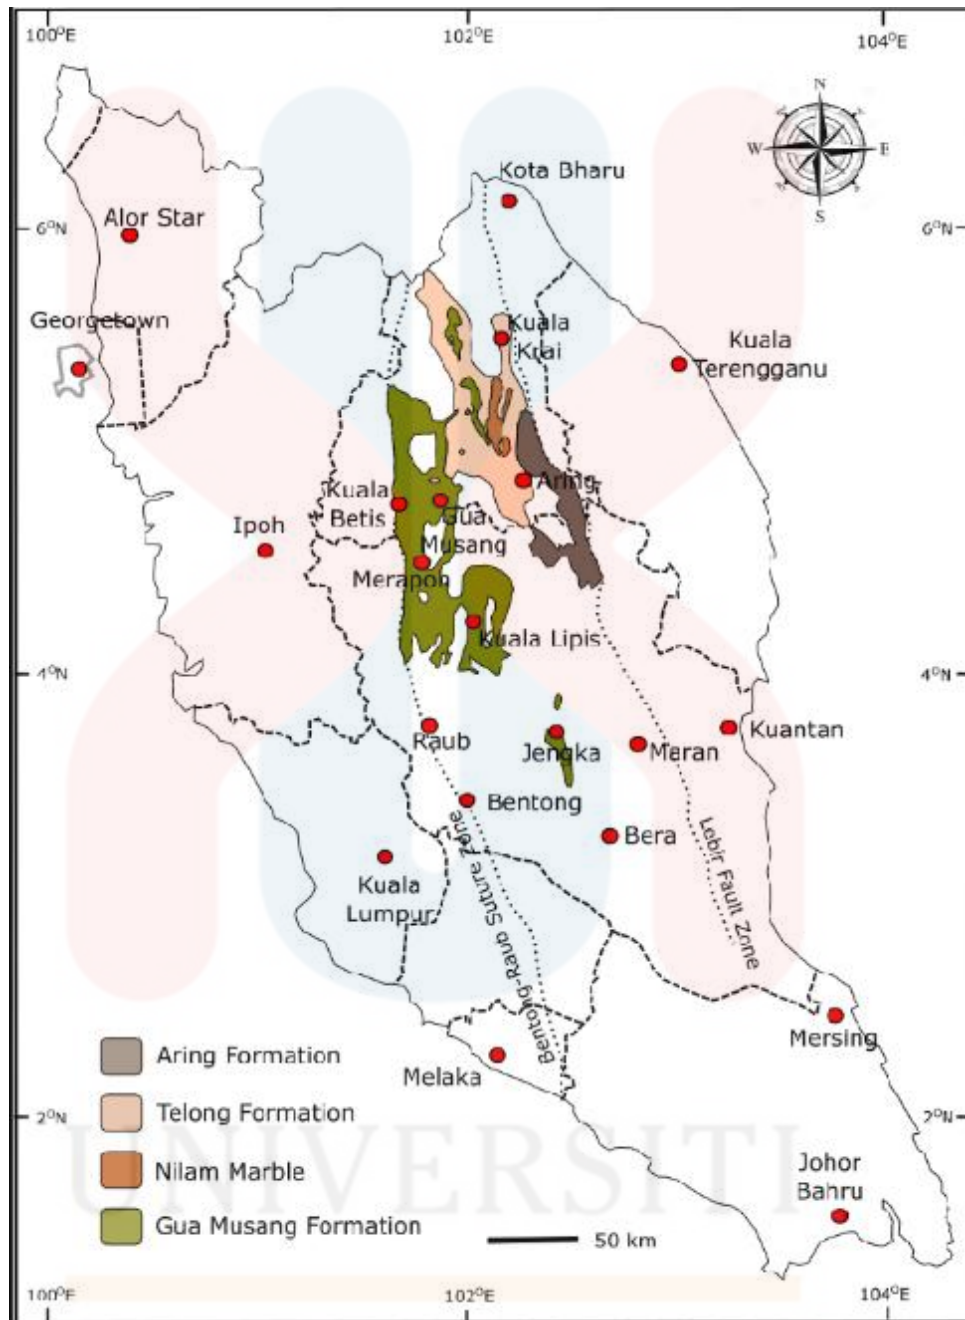 100°E
102°E
104°E
N
W
E
S
Kota Bharu
Alor Star
6°N
6°N
Georgetown
Kuala
Krai
Kuala
Terengganu
Kuala
Betis
Aring
Gua
Musang
Ipoh
Merapoh
Kuala Lipis
4°N
4°N
Raub
Jengka
Maran
Kuantan
Bentong
Bera
Kuala
Lumpur
Bentong-Raub Suture Zone
Lebir Fault Zone
Mersing
Melaka
Aring Formation
Telong Formation
Nilam Marble
Gua Musang Formation
2°N
2°N
UNIVERSITI
Johor
Bahru
50 km
100°E
102°E
104°E